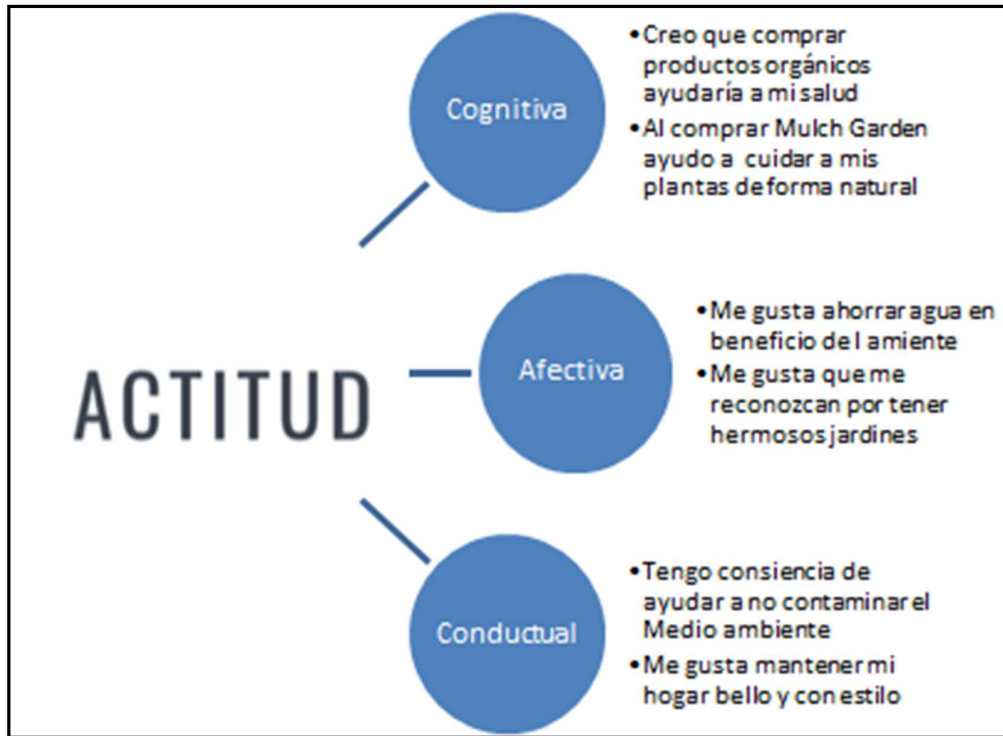 Cognitiva
•Creo que comprar
productos orgánicos
ayudaría a mi salud
•Al comprar Mulch Garden
ayudo a cuidar a mis
plantas de forma natural
ACTITUD
Afectiva
•Me gusta ahorrar agua en
beneficio del amiente
•Me gusta que me
reconozcan por tener
hermosos jardines
Conductual
•Tengo consiencia de
ayudar a no contaminar el
Medio ambiente
•Me gusta mantener mi
hogar bello y con estilo